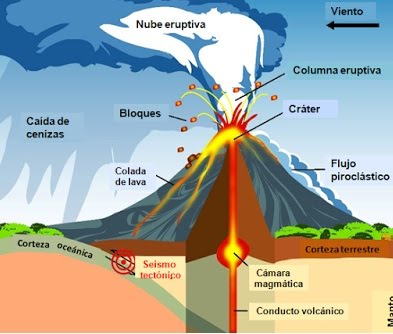 Viento
Nube eruptiva
Columna eruptiva
Bloques
Cráter
Caída de
cenizas
Flujo
piroclástico
Colada
de lava
Corteza oceánica
Corteza terrestre
Seismo
tectónico
Cámara
magmática
Conducto volcánico
Manto